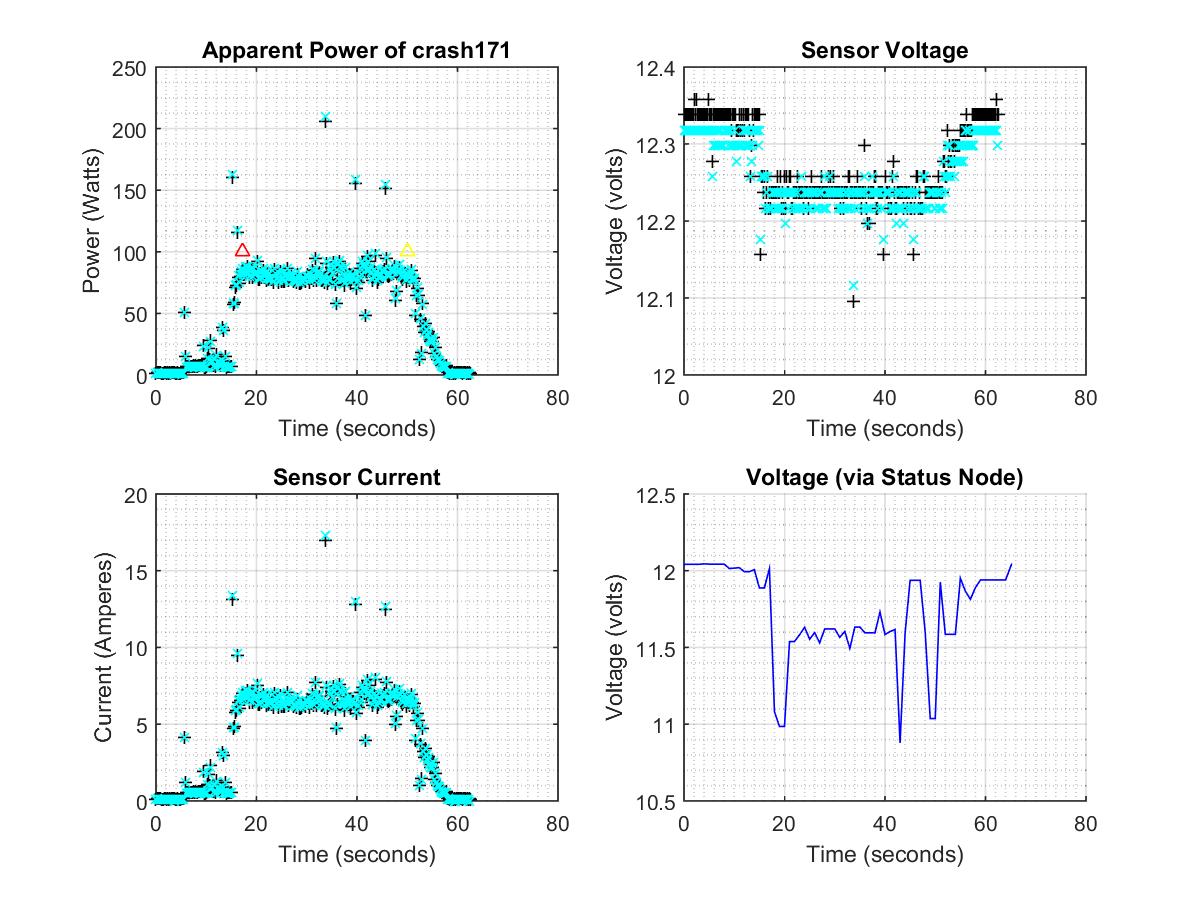 Apparent Power of crash171
250
200
150
100
50
0
Power (Watts)
0 20 40 60 80
Time (seconds)
Sensor Voltage
12.4
12.3
12.2
12.1
12
Voltage (volts)
0 20 40 60 80
Time (seconds)
Sensor Current
20
15
10
5
0
Current (Amperes)
0 20 40 60 80
Time (seconds)
Voltage (via Status Node)
12.5
12
11.5
11
10.5
Voltage (volts)
0 20 40 60 80
Time (seconds)